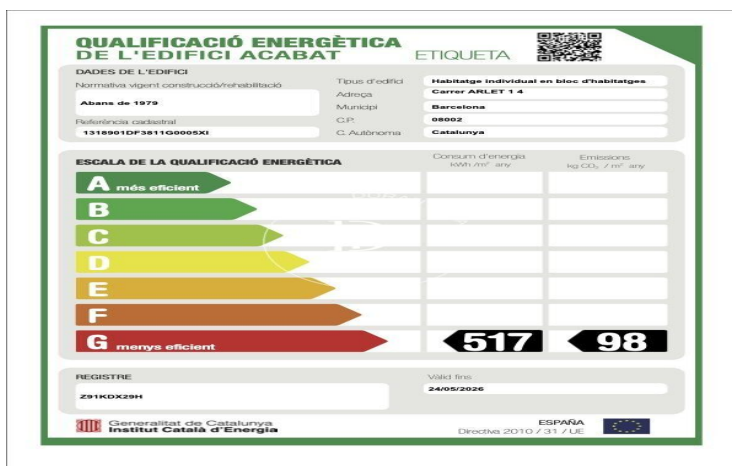 QUALIFICACIÓ ENERGÈTICA
DE L'EDIFICI ACABAT
ETIQUETA
DADES DE L'EDIFICI
Normativa vigent construcció/rehabilitació
Abans de 1979
Referència cadastral
1318901DF3811G0005XI
Tipus d'edifici
Habitatge individual en bloc d'habitatges
Adreça
Carrer ARLET 1 4
Municipi
Barcelona
C.P.
08002
C. Autònoma
Catalunya
ESCALA DE LA QUALIFICACIÓ ENERGÈTICA
Consum d'energia
kWh /m² any
Emissions
kg CO₂ / m² any
A més eficient
B
C
D
E
F
G menys eficient
517
98
REGISTRE
Z91KDX29H
Vàlid fins
24/05/2026
Generalitat de Catalunya
Institut Català d'Energia
ESPAÑA
Directiva 2010 / 31 / UE